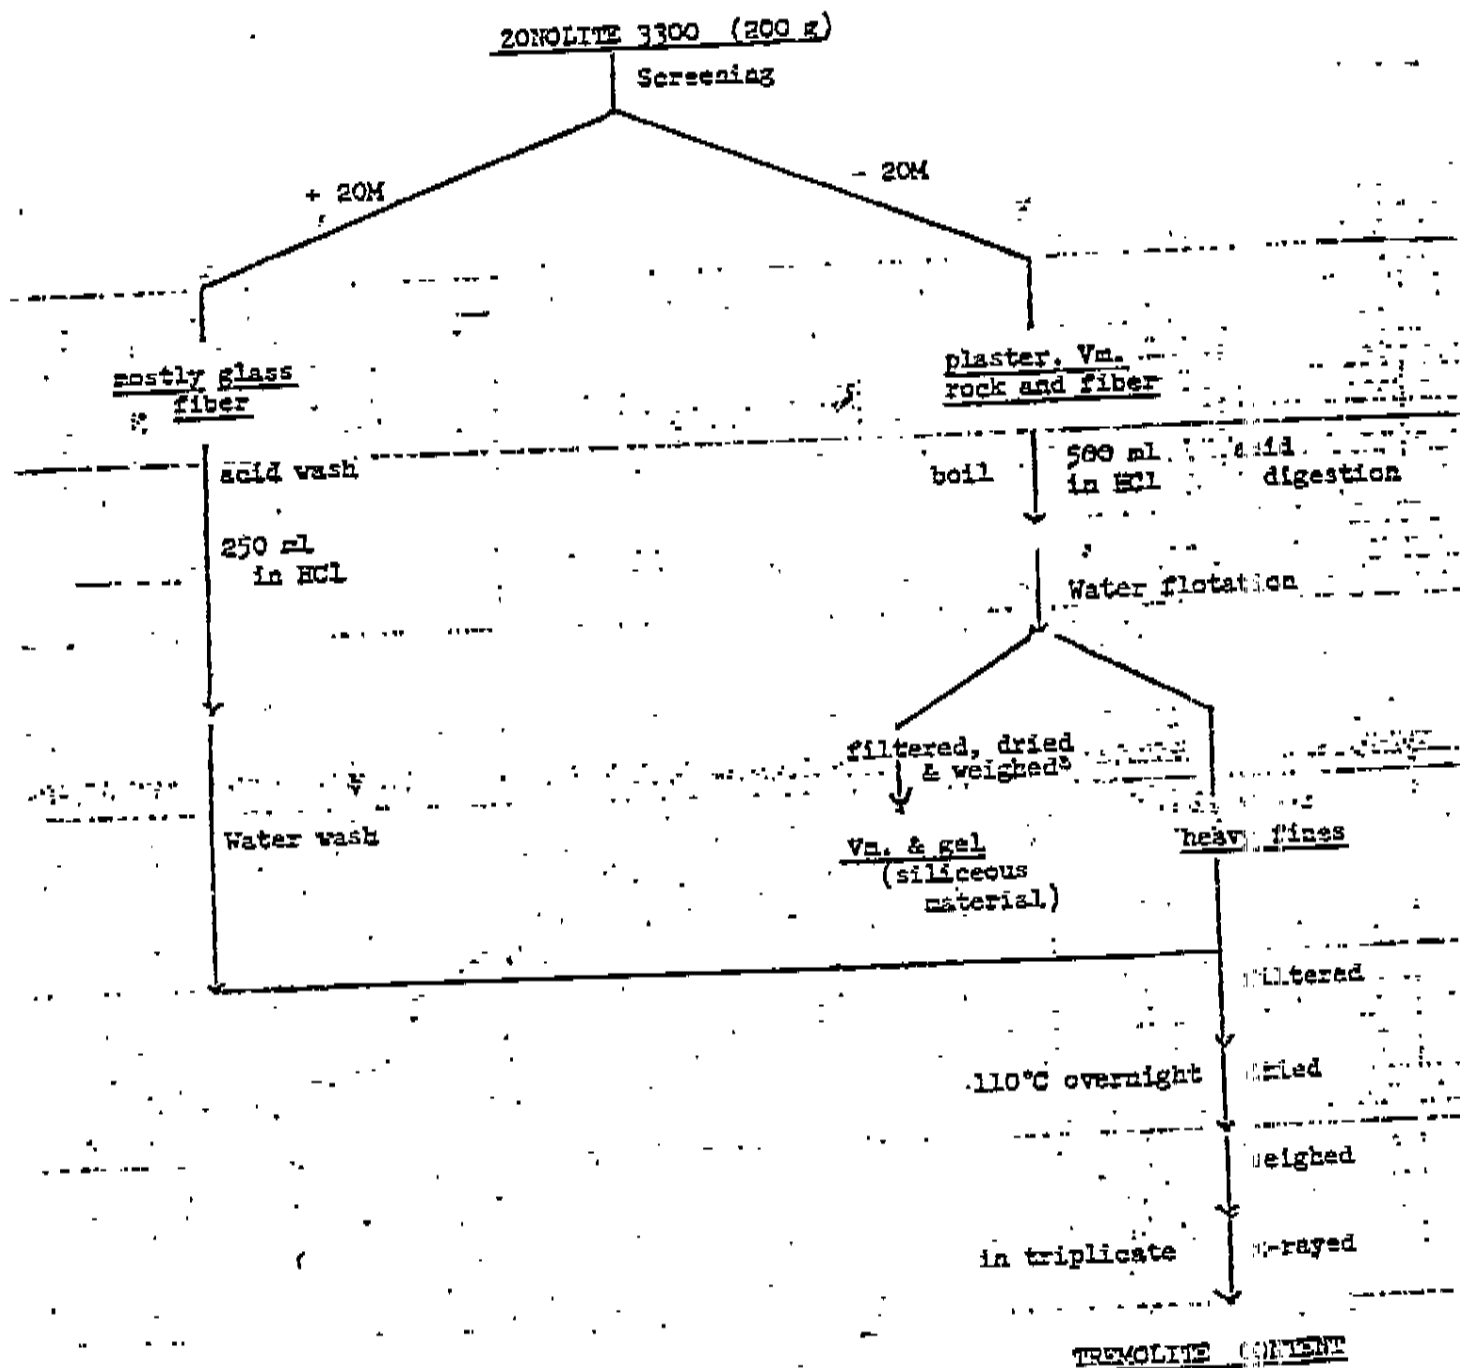 ZONOLITE 3300 (200 g)
Screening
+ 20M
- 20M
mostly glass
fiber
plaster, Vm.
rock and fiber
acid wash
250 ml
in HCl
boil
500 ml
in HCl
acid
digestion
Water flotation
filtered, dried
& weighed
Water wash
Vm. & gel
(siliceous
material)
heavy fines
filtered
110°C overnight
dried
weighed
in triplicate
x-rayed
TREMOLITE CONTENT